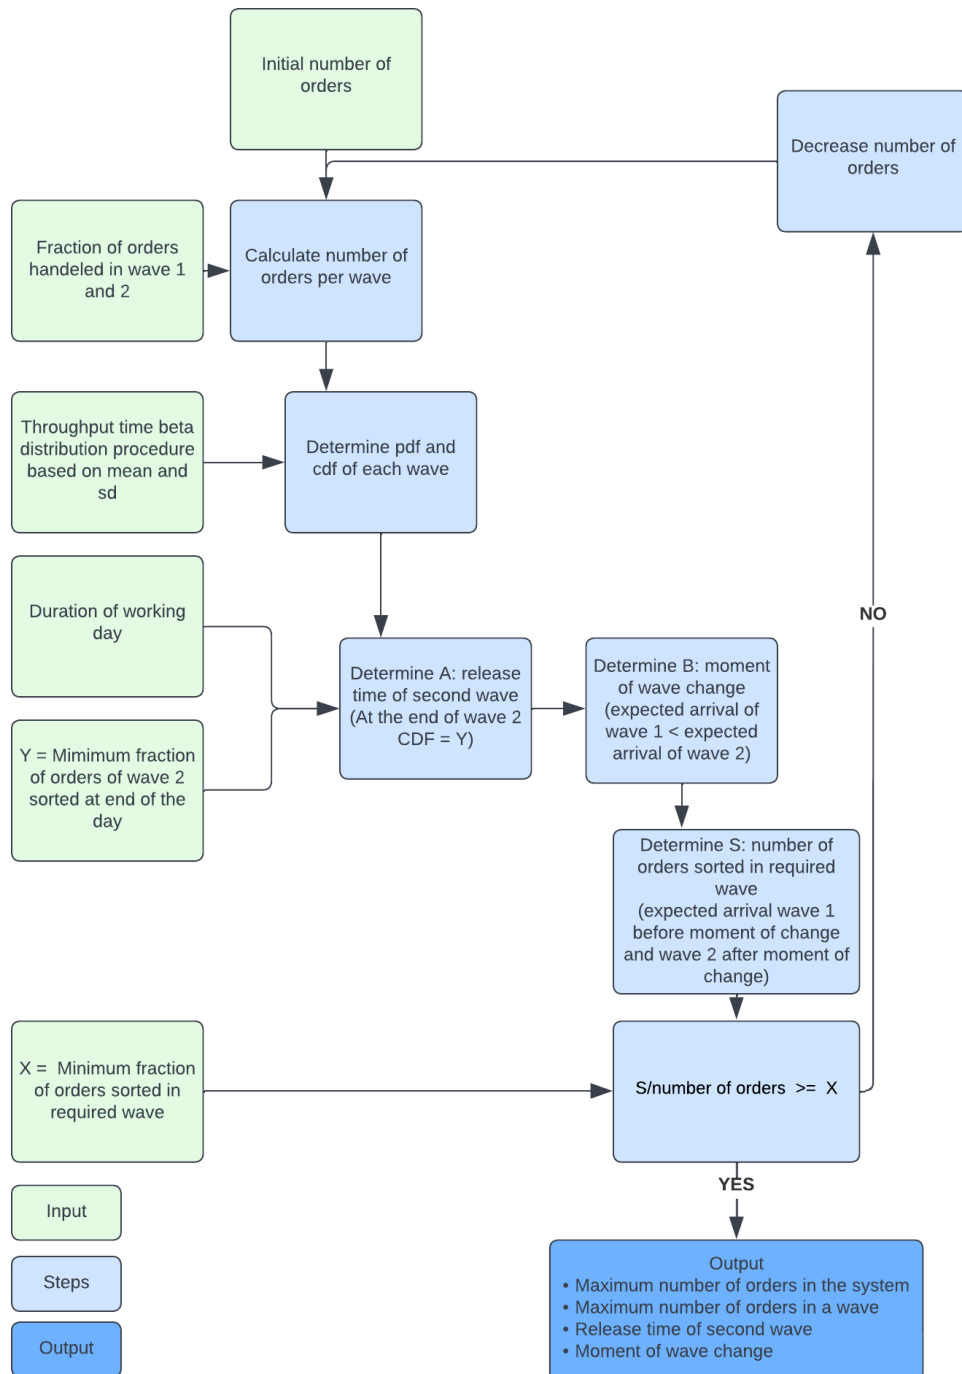 Initial number of
orders
Decrease number of
orders
Fraction of orders
handeled in wave 1
and 2
Calculate number of
orders per wave
Throughput time beta
distribution procedure
based on mean and
sd
Determine pdf and
cdf of each wave
Duration of working
day
Y = Mimimum fraction
of orders of wave 2
sorted at end of the
day
Determine A: release
time of second wave
(At the end of wave 2
CDF = Y)
Determine B: moment
of wave change
(expected arrival of
wave 1 < expected
arrival of wave 2)
NO
Determine S: number of
orders sorted in required
wave
(expected arrival wave 1
before moment of change
and wave 2 after moment of
change)
X =  Minimum fraction
of orders sorted in
required wave
S/number of orders  >=  X
YES
Input
Steps
Output
Output
• Maximum number of orders in the system
• Maximum number of orders in a wave
• Release time of second wave
• Moment of wave change